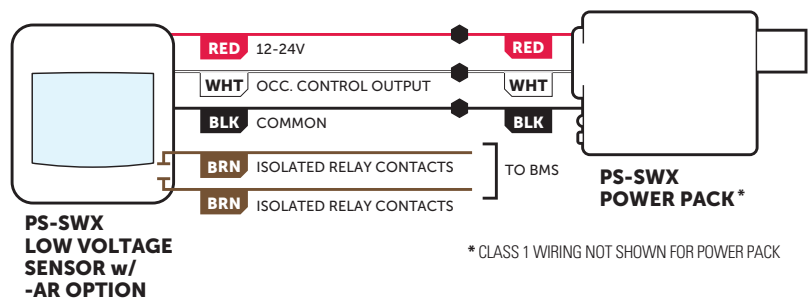 RED 12-24V RED
WHT OCC. CONTROL OUTPUT WHT
BLK COMMON BLK
BRN ISOLATED RELAY CONTACTS
TO BMS
BRN ISOLATED RELAY CONTACTS
PS-SWX
LOW VOLTAGE
SENSOR w/
-AR OPTION
PS-SWX
POWER PACK*
* CLASS 1 WIRING NOT SHOWN FOR POWER PACK